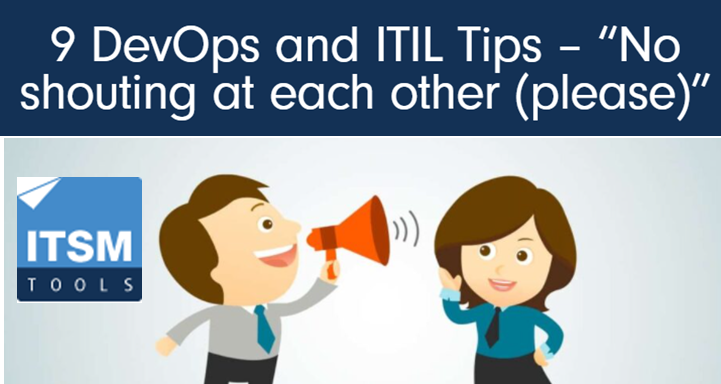 9 DevOps and ITIL Tips – “No
shouting at each other (please)”
ITSM
TOOLS